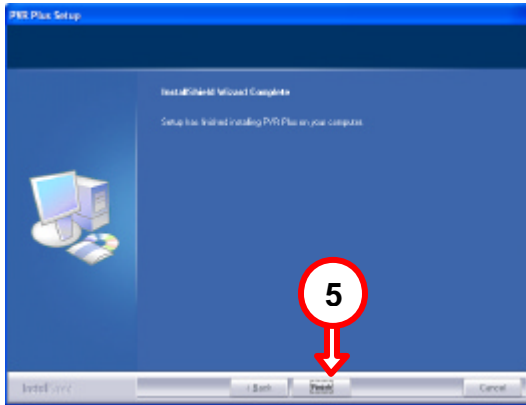 PVR Plus Setup
InstallShield Wizard Complete
Setup has finished installing PVR Plus on your computer.
5
InstallShield
< Back
Finish
Cancel